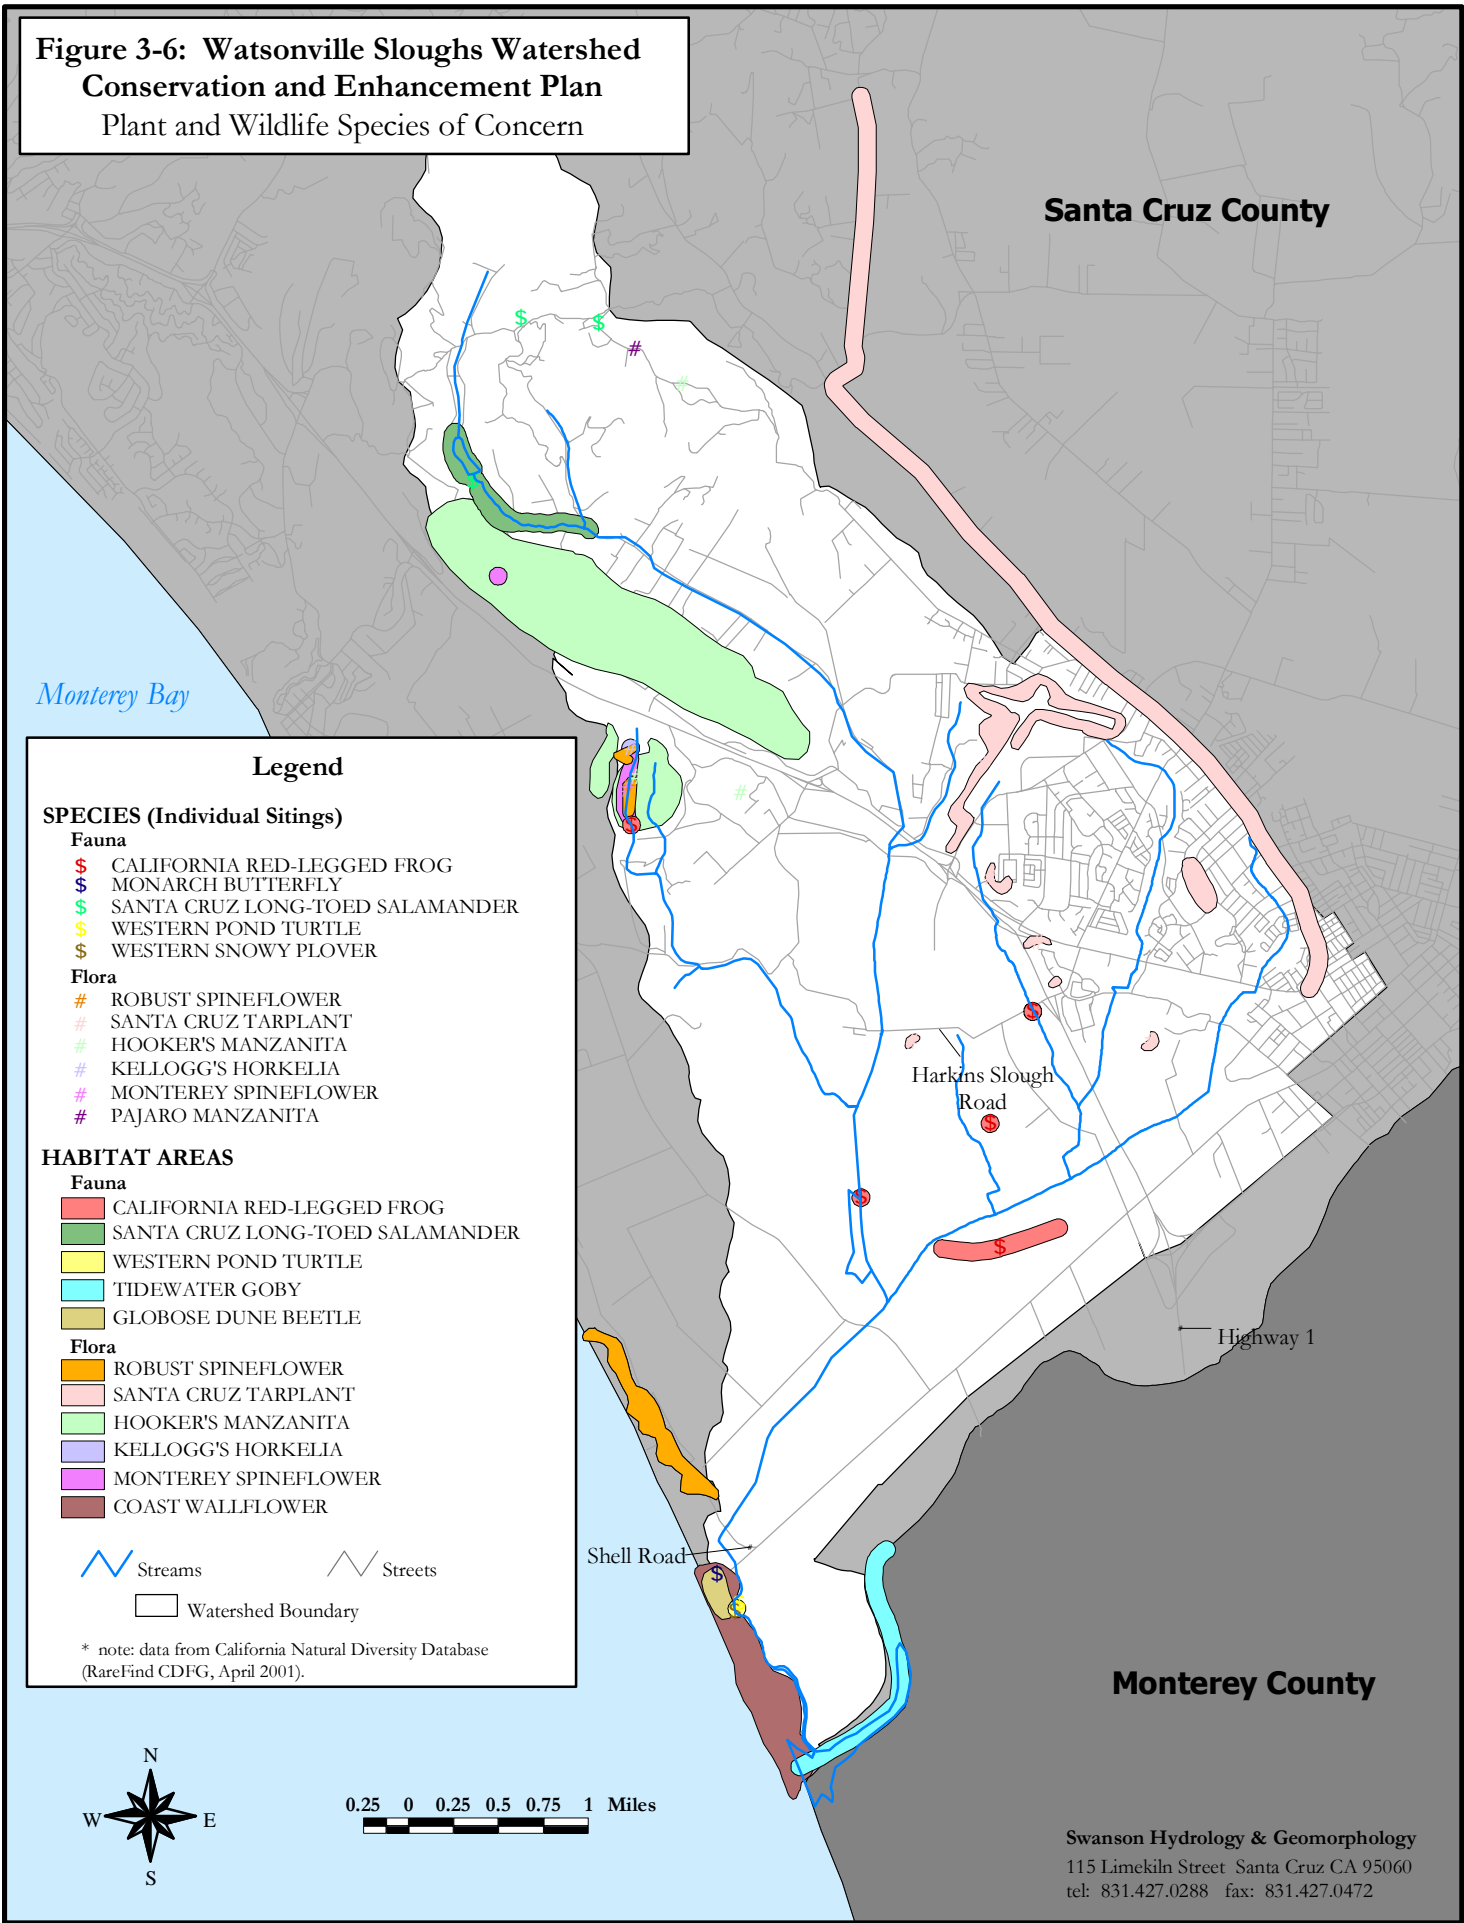 Figure 3-6: Watsonville Sloughs Watershed
Conservation and Enhancement Plan
Plant and Wildlife Species of Concern
Santa Cruz County
Monterey Bay
Legend
SPECIES (Individual Sitings)
Fauna
$ CALIFORNIA RED-LEGGED FROG
$ MONARCH BUTTERFLY
$ SANTA CRUZ LONG-TOED SALAMANDER
$ WESTERN POND TURTLE
$ WESTERN SNOWY PLOVER
Flora
# ROBUST SPINEFLOWER
# SANTA CRUZ TARPLANT
# HOOKER'S MANZANITA
# KELLOGG'S HORKELIA
# MONTEREY SPINEFLOWER
# PAJARO MANZANITA
HABITAT AREAS
Fauna
CALIFORNIA RED-LEGGED FROG
SANTA CRUZ LONG-TOED SALAMANDER
WESTERN POND TURTLE
TIDEWATER GOBY
GLOBOSE DUNE BEETLE
Flora
ROBUST SPINEFLOWER
SANTA CRUZ TARPLANT
HOOKER'S MANZANITA
KELLOGG'S HORKELIA
MONTEREY SPINEFLOWER
COAST WALLFLOWER
Streams Streets
Watershed Boundary
* note: data from California Natural Diversity Database
(RareFind CDFG, April 2001).
Harkins Slough
Road
Highway 1
Shell Road
Monterey County
N
W E
S
0.25 0 0.25 0.5 0.75 1 Miles
Swanson Hydrology & Geomorphology
115 Limekiln Street Santa Cruz CA 95060
tel: 831.427.0288 fax: 831.427.0472